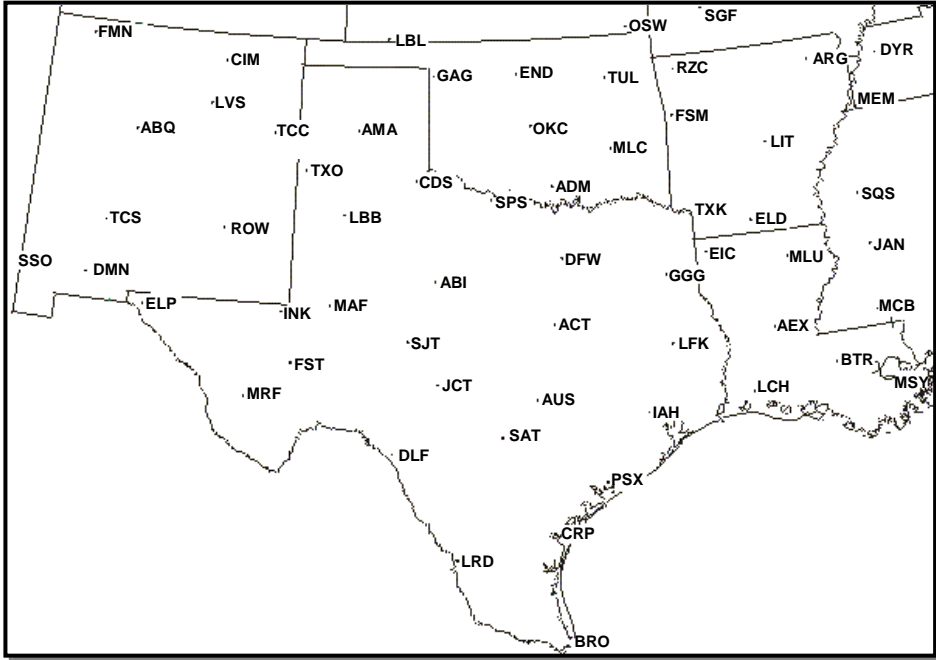 SGF
OSW
FMN
LBL
DYR
CIM
ARG
RZC
GAG
END
TUL
MEM
LVS
FSM
ABQ
TCC
AMA
OKC
LIT
MLC
TXO
CDS
ADM
SQS
SPS
TXK
TCS
LBB
ELD
ROW
JAN
EIC
MLU
SSO
DFW
DMN
GGG
ABI
ELP
MAF
MCB
INK
ACT
AEX
SJT
LFK
BTR
FST
MSY
JCT
LCH
MRF
AUS
IAH
SAT
DLF
PSX
CRP
LRD
BRO